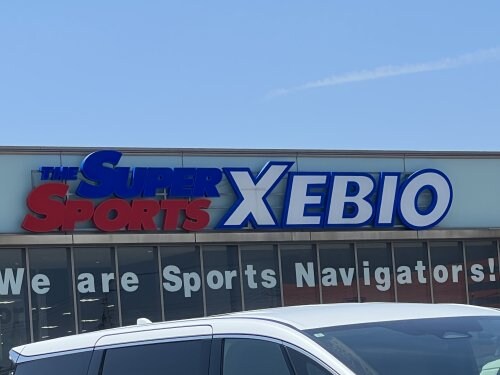 THE SUPER
SPORTS XEBIO
We are Sports Navigators!